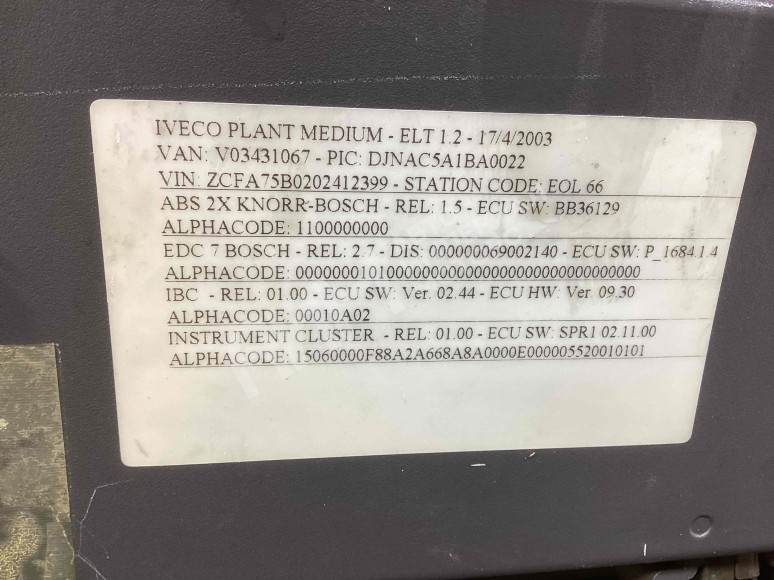 IVECO PLANT MEDIUM - ELT 1.2 - 17/4/2003
VAN: V03431067 - PIC: DJNAC5A1BA0022
VIN: ZCFA75B0202412399 - STATION CODE: EOL 66
ABS 2X KNORR-BOSCH - REL: 1.5 - ECU SW: BB36129
ALPHACODE: 1100000000
EDC 7 BOSCH - REL: 2.7 - DIS: 000000069002140 - ECU SW: P_1684.1.4
ALPHACODE: 00000001010000000000000000000000000000000
IBC - REL: 01.00 - ECU SW: Ver. 02.44 - ECU HW: Ver. 09.30
ALPHACODE: 00010A02
INSTRUMENT CLUSTER - REL: 01.00 - ECU SW: SPR1 02.11.00
ALPHACODE: 15060000F88A2A668A8A0000E000005520010101